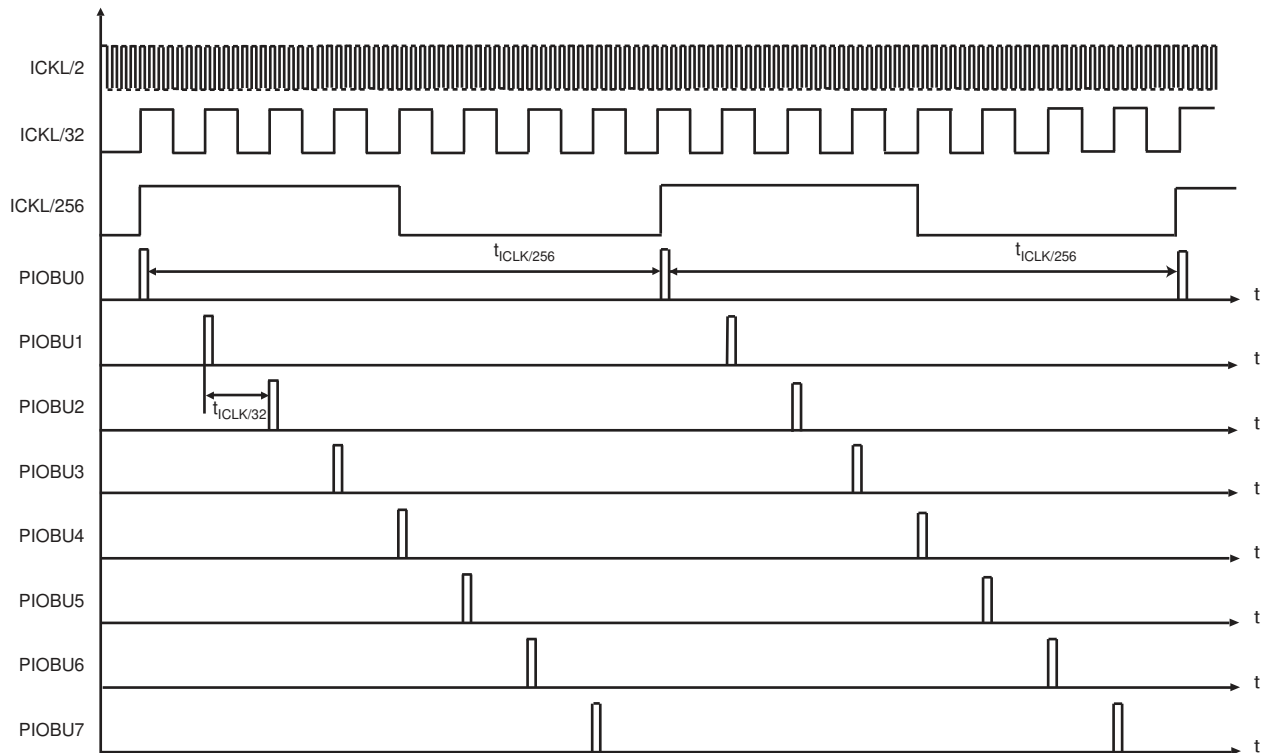 ICKL/2
ICKL/32
ICKL/256
tICLK/256
tICLK/256
PIOBU0
t
PIOBU1
t
PIOBU2
tICLK/32
t
PIOBU3
t
PIOBU4
t
PIOBU5
t
PIOBU6
t
PIOBU7
t